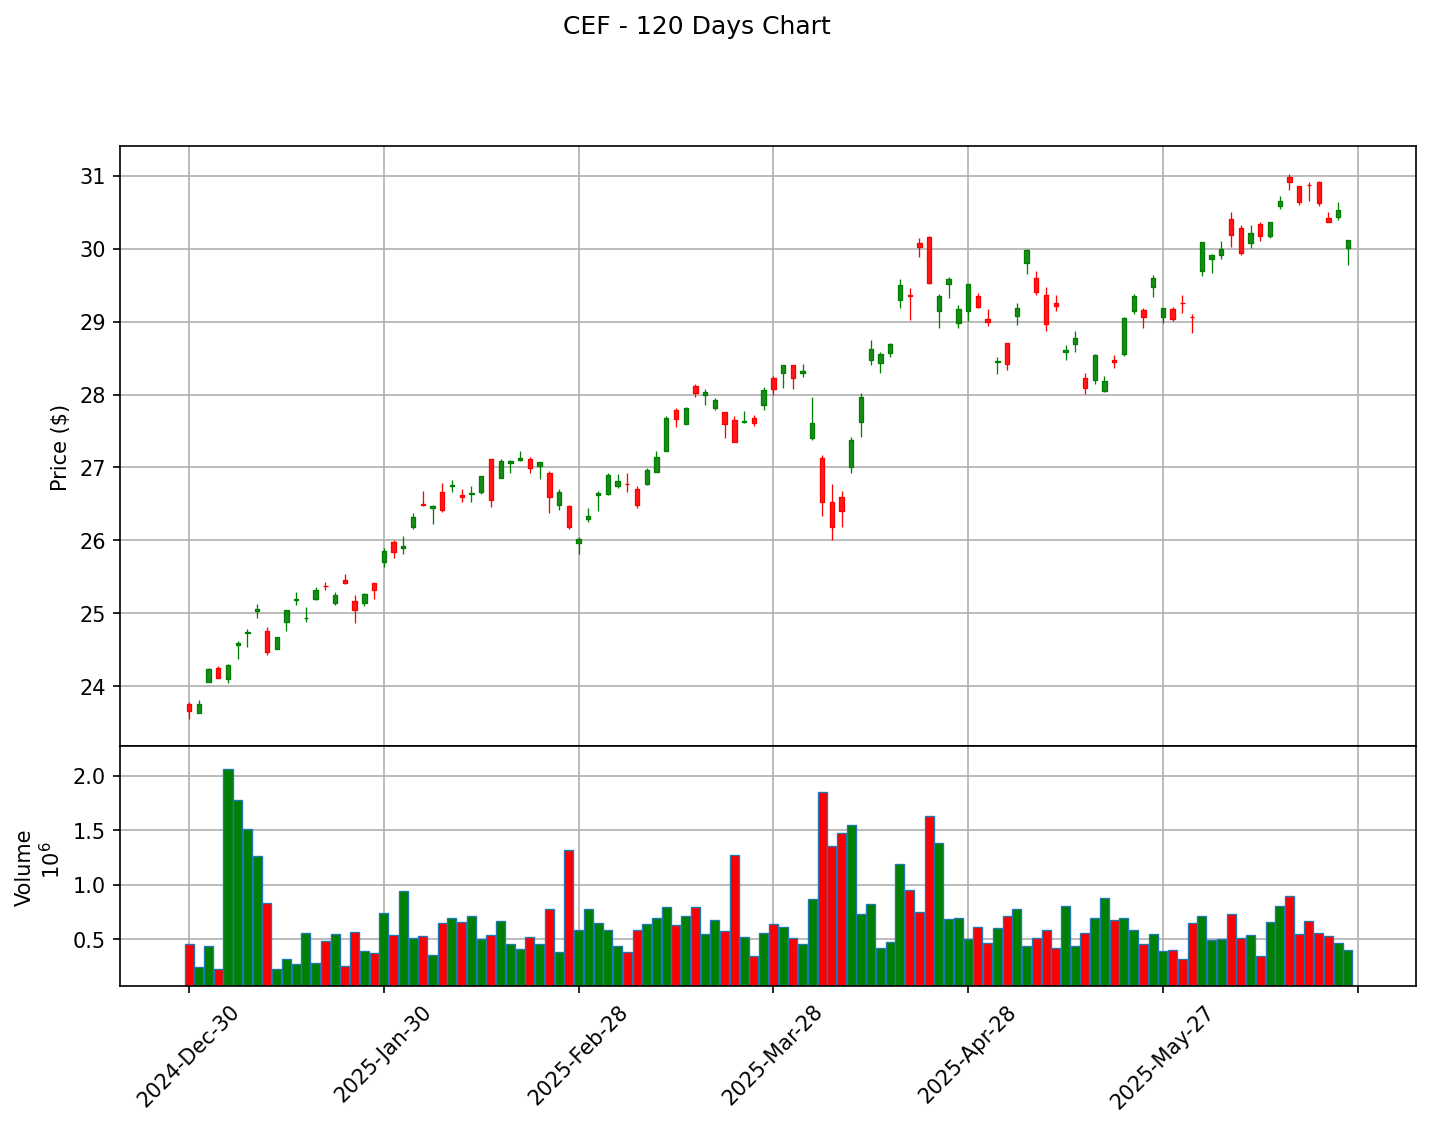 CEF - 120 Days Chart
Price ($)
31
30
29
28
27
26
25
24
Volume
10⁶
2.0
1.5
1.0
0.5
2024-Dec-30
2025-Jan-30
2025-Feb-28
2025-Mar-28
2025-Apr-28
2025-May-27